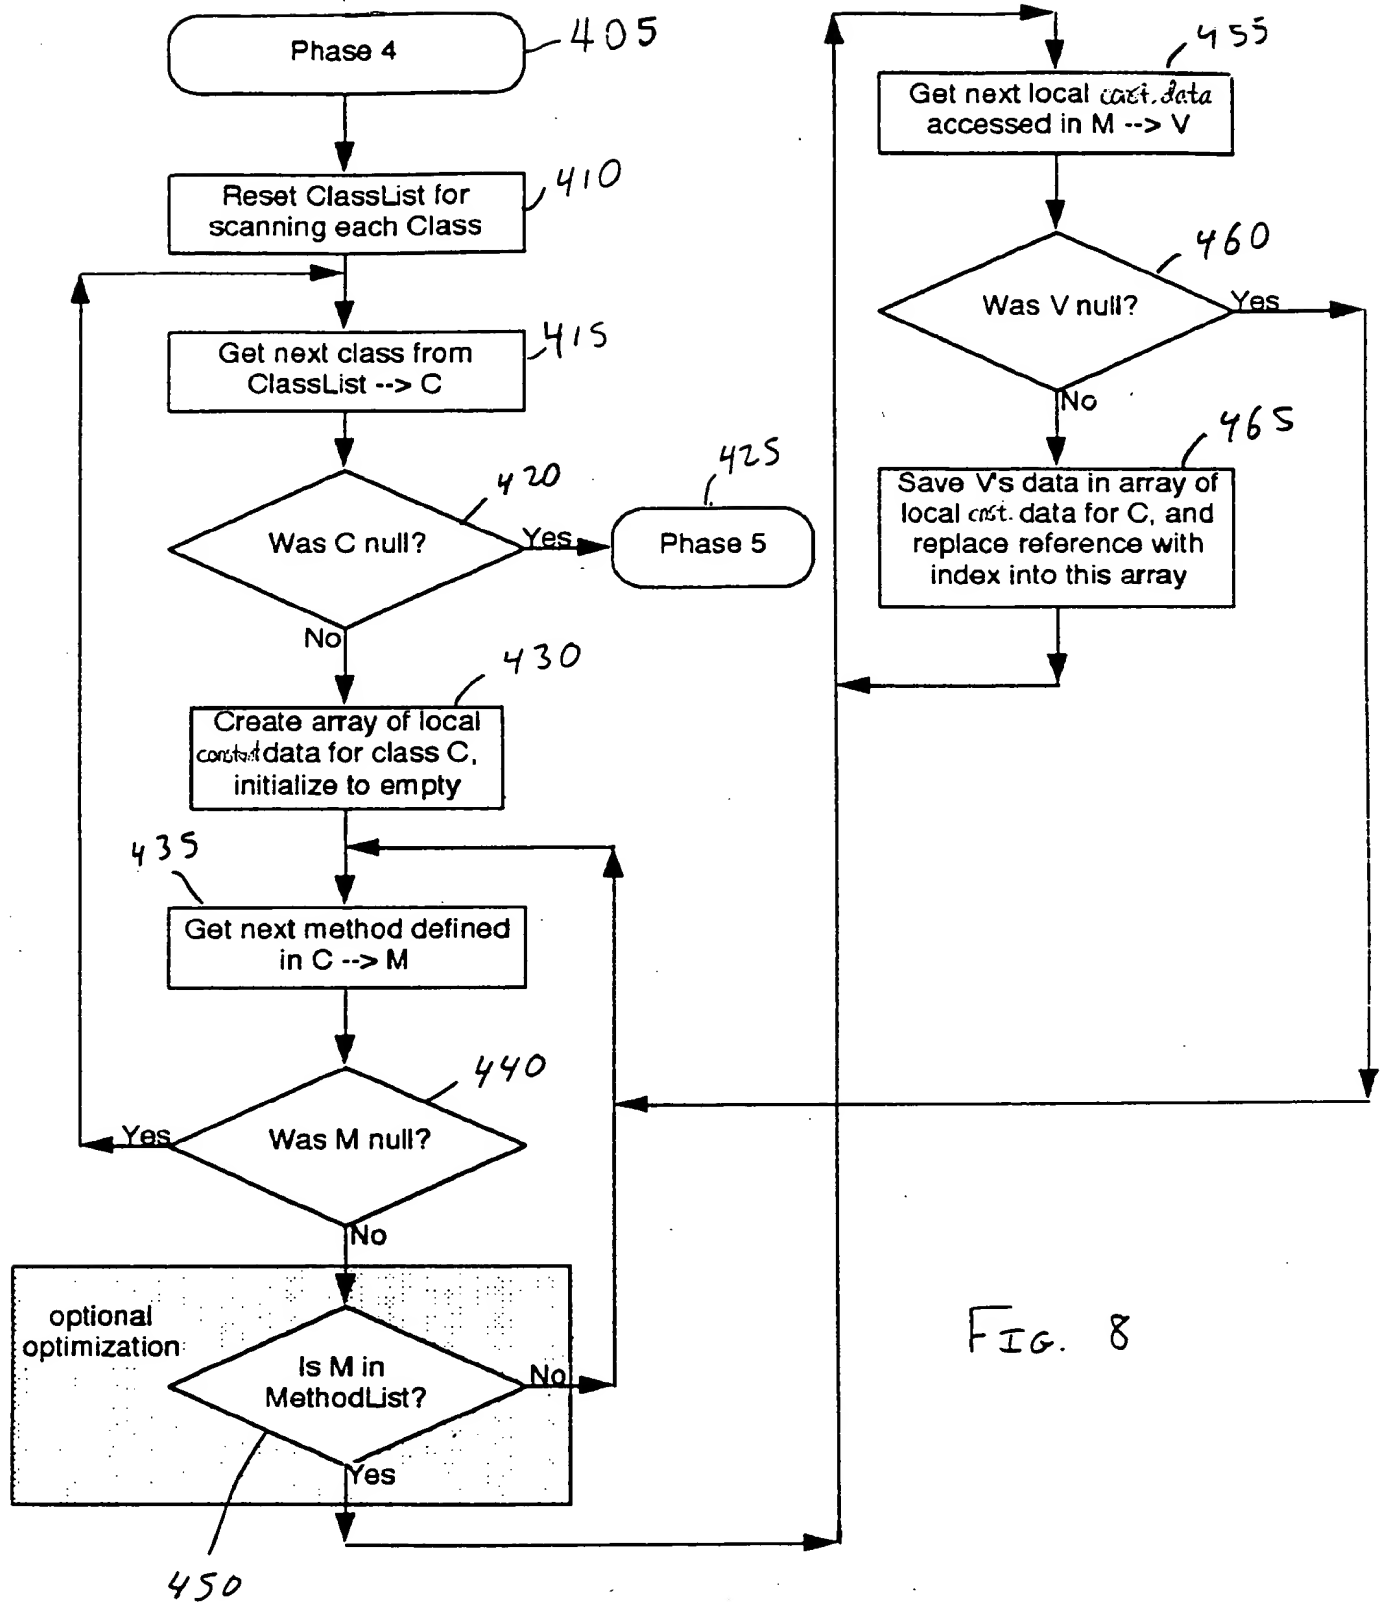 Phase 4
405
Reset ClassList for
scanning each Class
410
Get next class from
ClassList --> C
415
Was C null?
420
Yes
No
Phase 5
425
430
Create array of local
constant data for class C,
initialize to empty
435
Get next method defined
in C --> M
440
Was M null?
Yes
No
optional
optimization
Is M in
MethodList?
No
Yes
450
455
Get next local const. data
accessed in M --> V
460
Was V null?
Yes
No
465
Save V's data in array of
local cnst. data for C, and
replace reference with
index into this array
FIG. 8